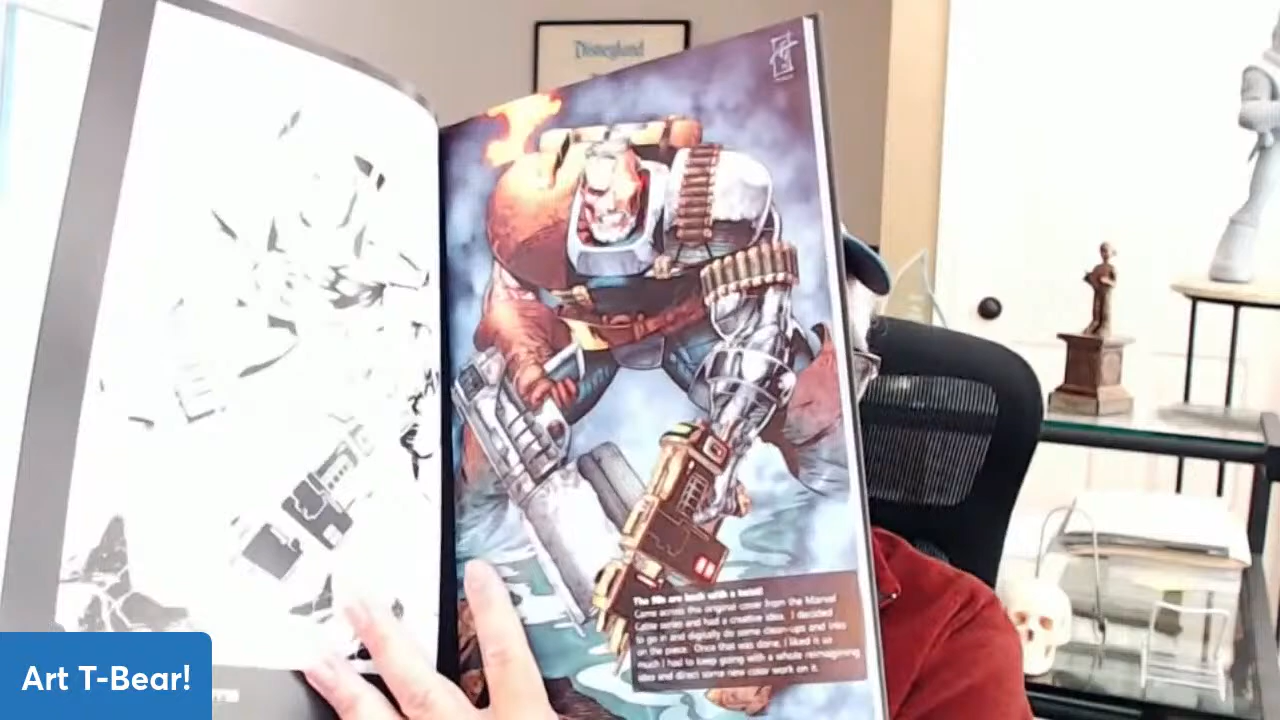 Disneyland
The 90s are back with a twist!
Came across this original cover from the Marvel
Cable series and had a creative idea. I decided
to go in and digitally do some clean-ups and inks
on the piece. Once that was done, I liked it so
much I had to keep going with a whole reimagining
idea and direct some new color work on it.
Art T-Bear!